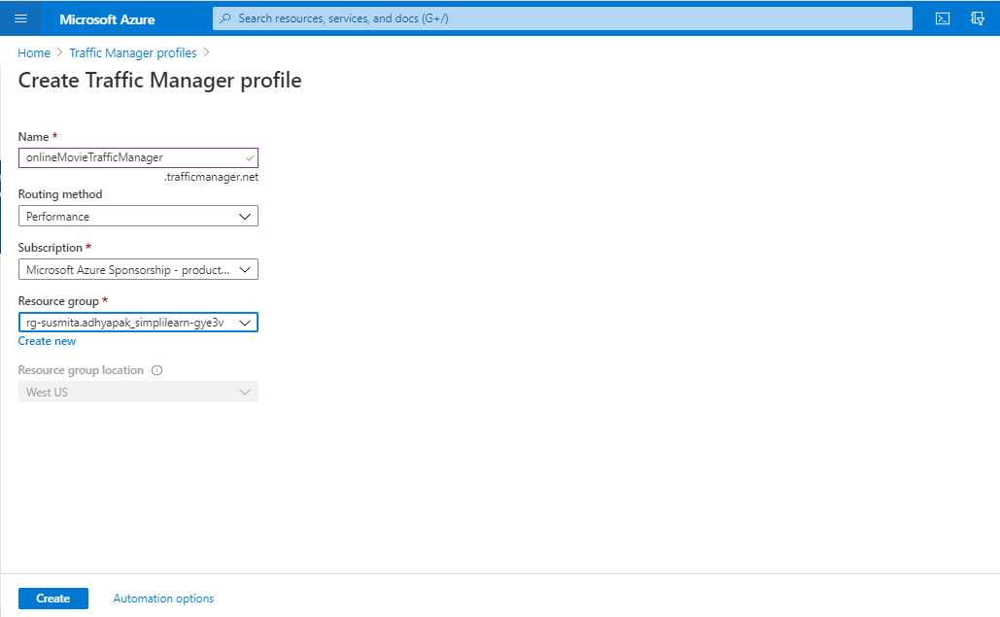 Microsoft Azure
Search resources, services, and docs (G+/)
Home > Traffic Manager profiles >
Create Traffic Manager profile
Name *
onlineMovieTrafficManager
.trafficmanager.net
Routing method
Performance
Subscription *
Microsoft Azure Sponsorship - product...
Resource group *
rg-susmita.adhyapak_simplilearn-gye3v
Create new
Resource group location
West US
Create
Automation options